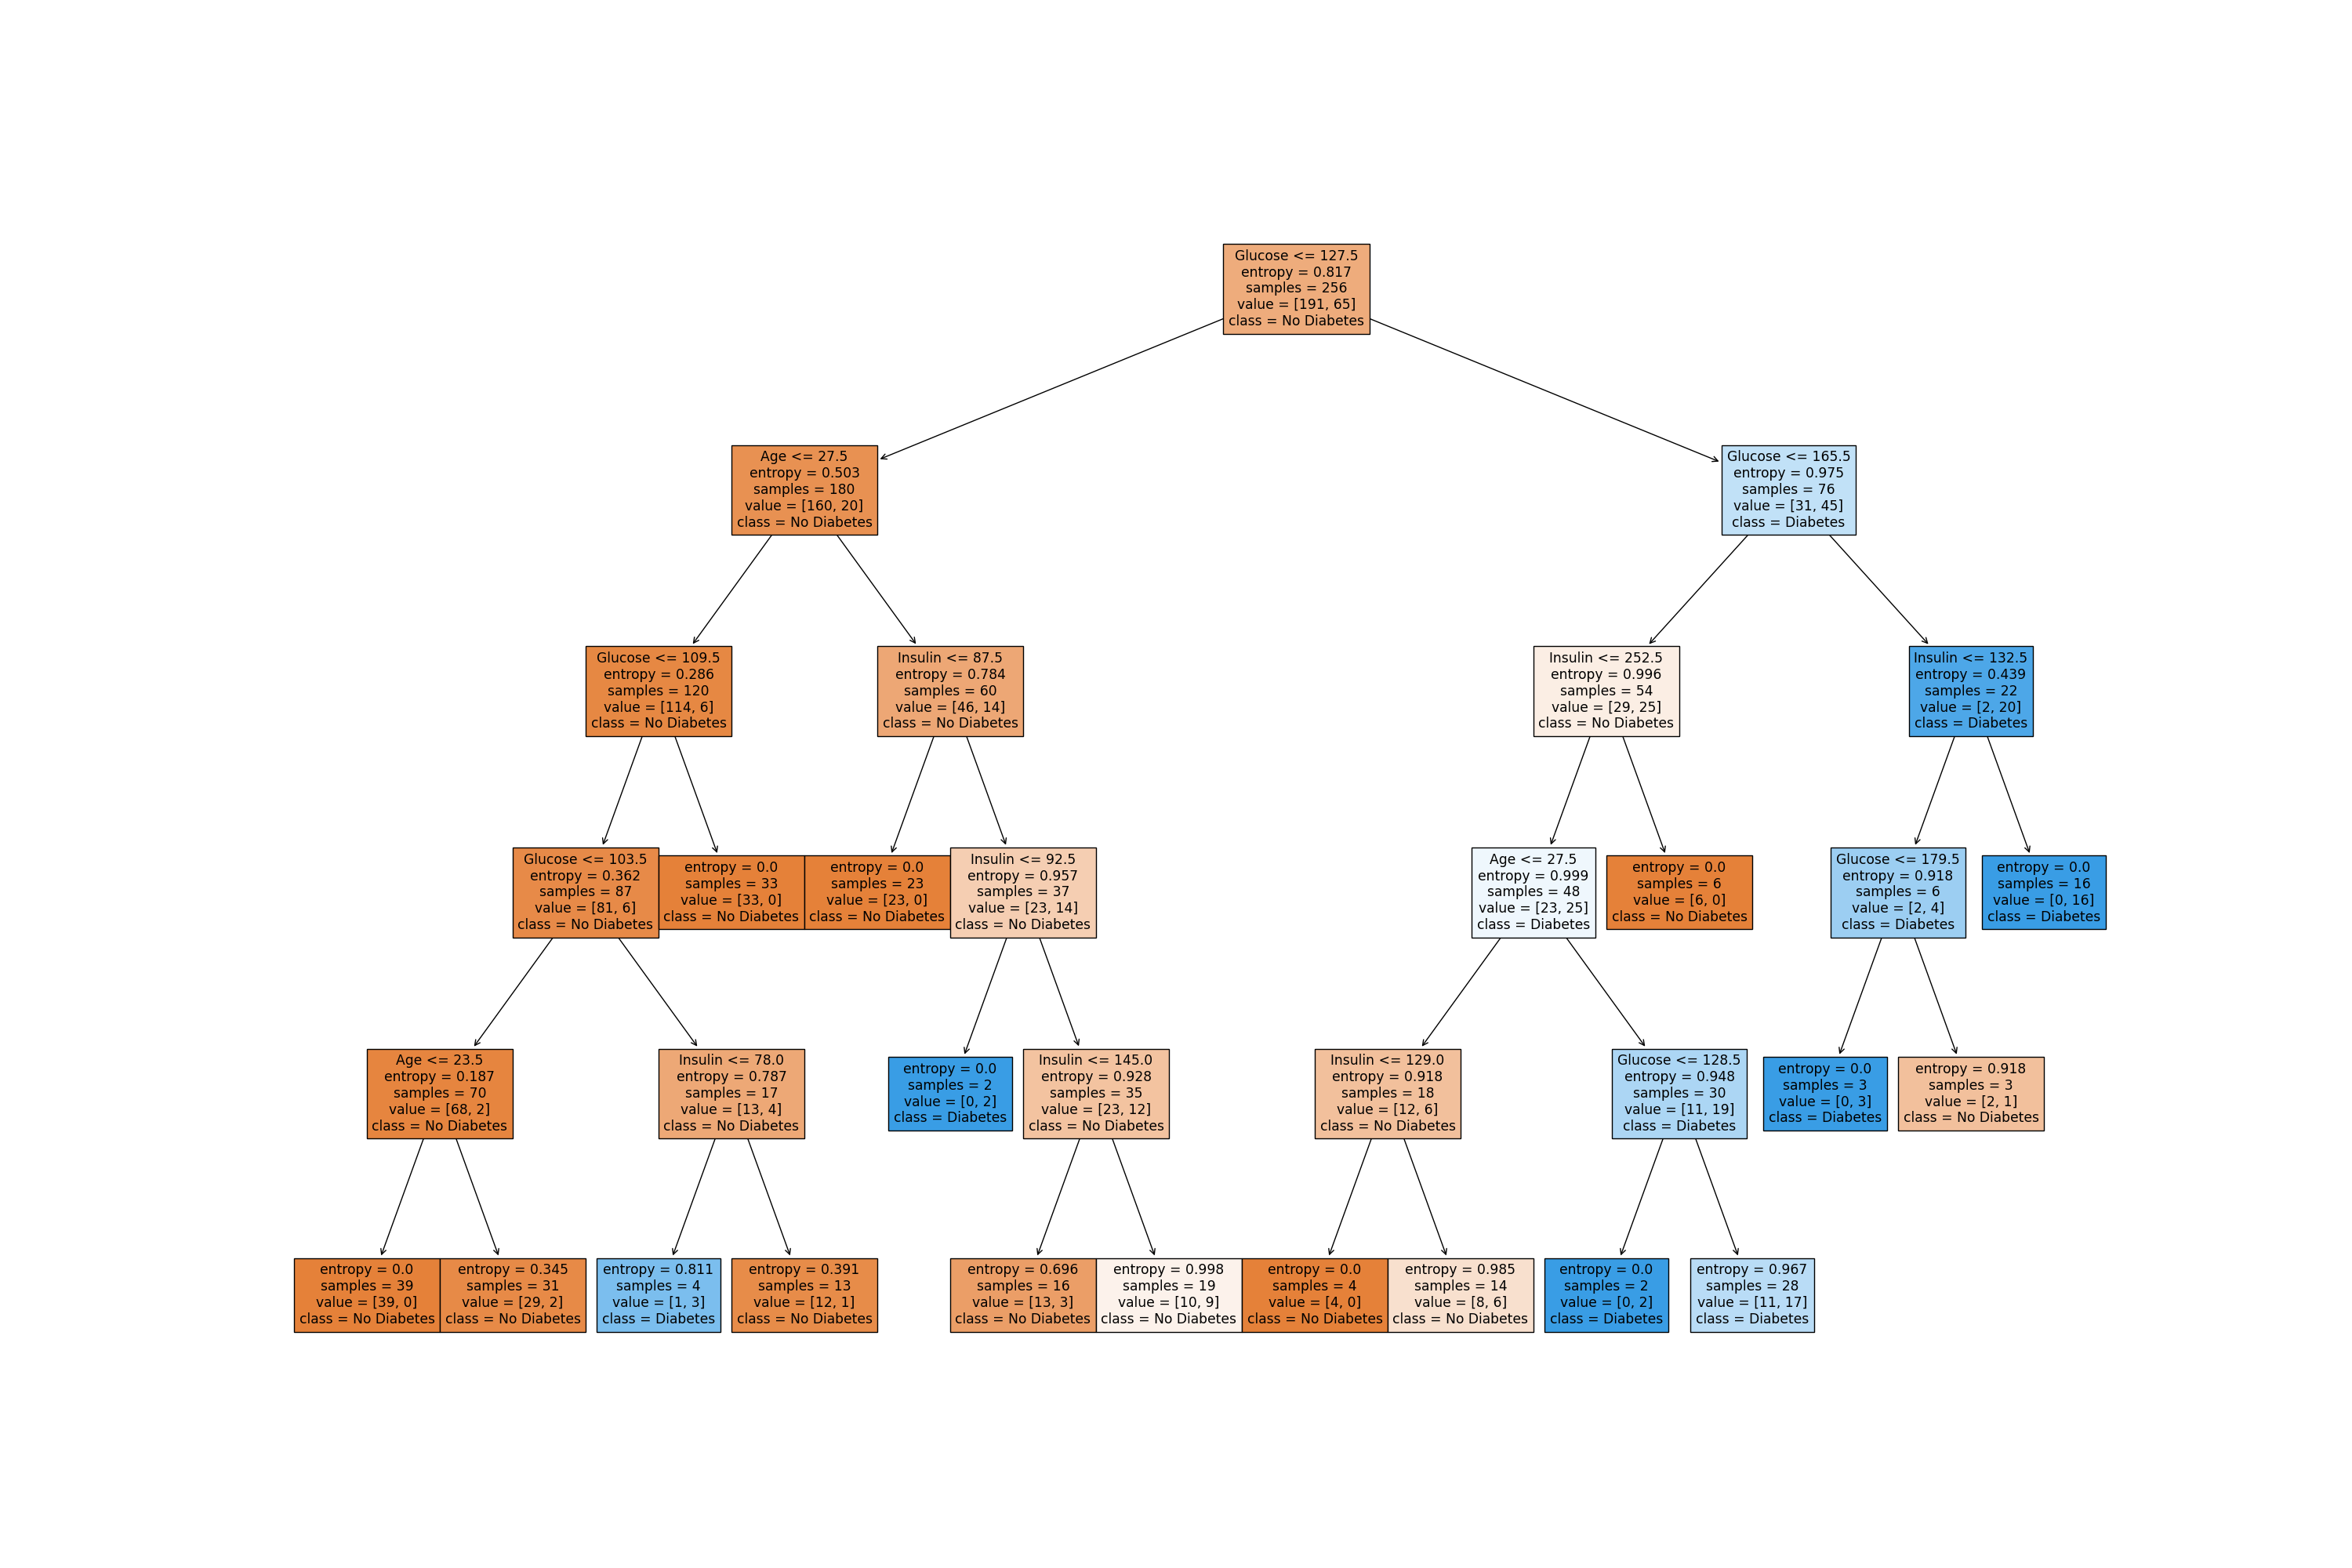 Glucose <= 127.5
entropy = 0.817
samples = 256
value = [191, 65]
class = No Diabetes
Age <= 27.5
entropy = 0.503
samples = 180
value = [160, 20]
class = No Diabetes
Glucose <= 165.5
entropy = 0.975
samples = 76
value = [31, 45]
class = Diabetes
Glucose <= 109.5
entropy = 0.286
samples = 120
value = [114, 6]
class = No Diabetes
Insulin <= 87.5
entropy = 0.784
samples = 60
value = [46, 14]
class = No Diabetes
Insulin <= 252.5
entropy = 0.996
samples = 54
value = [29, 25]
class = No Diabetes
Insulin <= 132.5
entropy = 0.439
samples = 22
value = [2, 20]
class = Diabetes
Glucose <= 103.5
entropy = 0.362
samples = 87
value = [81, 6]
class = No Diabetes
entropy = 0.0
samples = 33
value = [33, 0]
class = No Diabetes
entropy = 0.0
samples = 23
value = [23, 0]
class = No Diabetes
Insulin <= 92.5
entropy = 0.957
samples = 37
value = [23, 14]
class = No Diabetes
Age <= 27.5
entropy = 0.999
samples = 48
value = [23, 25]
class = Diabetes
entropy = 0.0
samples = 6
value = [6, 0]
class = No Diabetes
Glucose <= 179.5
entropy = 0.918
samples = 6
value = [2, 4]
class = Diabetes
entropy = 0.0
samples = 16
value = [0, 16]
class = Diabetes
Age <= 23.5
entropy = 0.187
samples = 70
value = [68, 2]
class = No Diabetes
Insulin <= 78.0
entropy = 0.787
samples = 17
value = [13, 4]
class = No Diabetes
entropy = 0.0
samples = 2
value = [0, 2]
class = Diabetes
Insulin <= 145.0
entropy = 0.928
samples = 35
value = [23, 12]
class = No Diabetes
Insulin <= 129.0
entropy = 0.918
samples = 18
value = [12, 6]
class = No Diabetes
Glucose <= 128.5
entropy = 0.948
samples = 30
value = [11, 19]
class = Diabetes
entropy = 0.0
samples = 3
value = [0, 3]
class = Diabetes
entropy = 0.918
samples = 3
value = [2, 1]
class = No Diabetes
entropy = 0.0
samples = 39
value = [39, 0]
class = No Diabetes
entropy = 0.345
samples = 31
value = [29, 2]
class = No Diabetes
entropy = 0.811
samples = 4
value = [1, 3]
class = Diabetes
entropy = 0.391
samples = 13
value = [12, 1]
class = No Diabetes
entropy = 0.696
samples = 16
value = [13, 3]
class = No Diabetes
entropy = 0.998
samples = 19
value = [10, 9]
class = No Diabetes
entropy = 0.0
samples = 4
value = [4, 0]
class = No Diabetes
entropy = 0.985
samples = 14
value = [8, 6]
class = No Diabetes
entropy = 0.0
samples = 2
value = [0, 2]
class = Diabetes
entropy = 0.967
samples = 28
value = [11, 17]
class = Diabetes